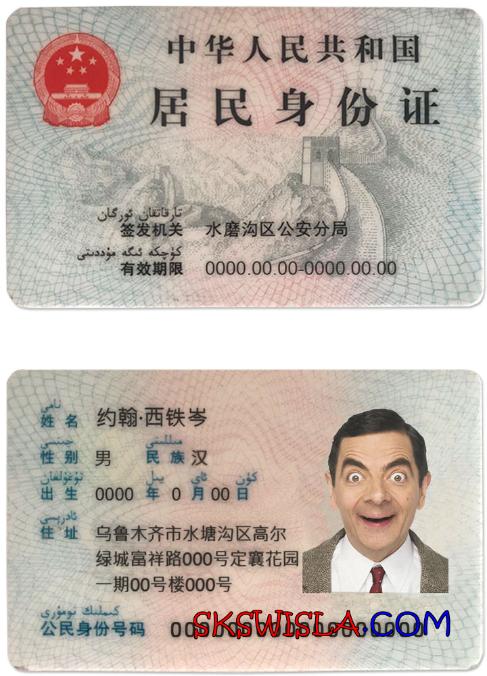 中华人民共和国
居民身份证
تارقاتقان ئورگان
签发机关 水磨沟区公安分局
كۈچكە ئىگە مۇددىتى
有效期限 0000.00.00-0000.00.00
نامى
姓名 约翰·西铁岑
جىنسى مىللىتى
性别 男 民族 汉
تۇغۇلغان يىل ئاي كۈن
出生 0000 年 0 月 00 日
ئادرېسى
住址 乌鲁木齐市水塘沟区高尔
绿城富祥路000号定襄花园
一期00号楼000号
كىملىك نومۇرى
公民身份号码
SKSWISLA.COM